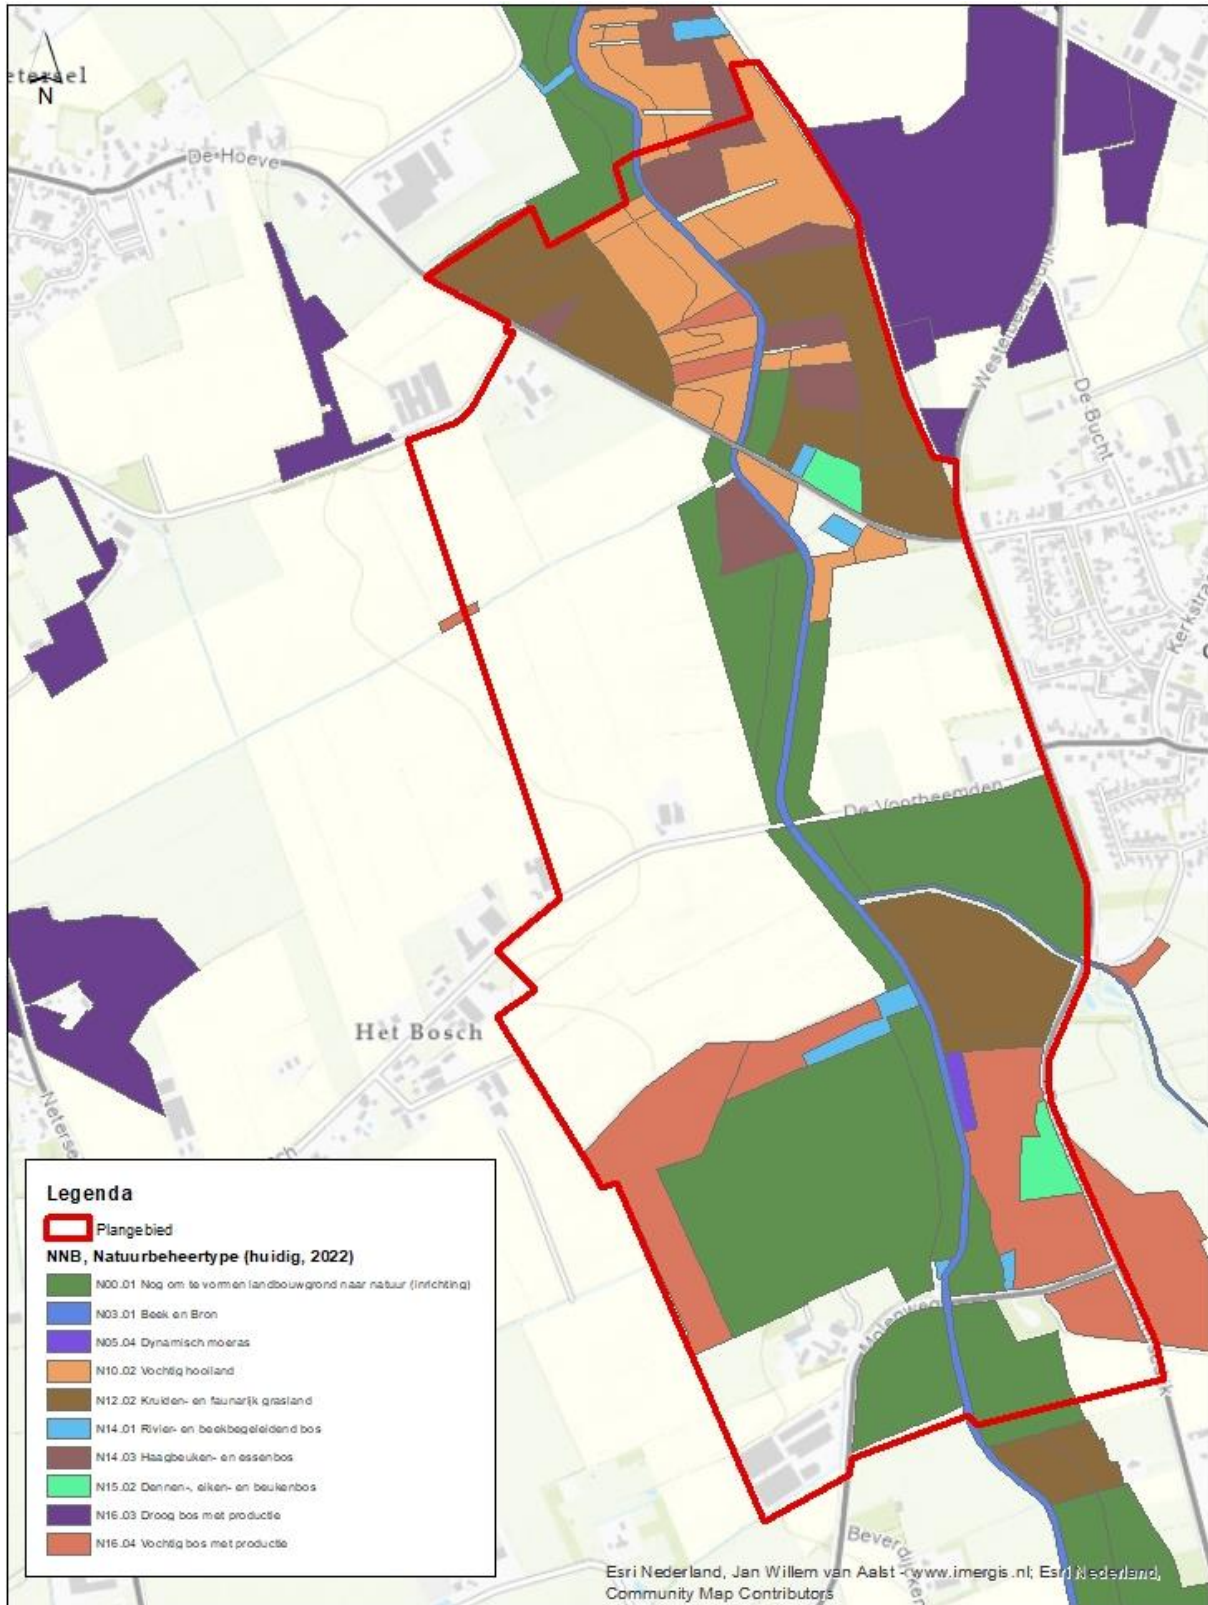 etersel
N
De Hoeve
Westelbeersedijk
De Bucht
De Voorheemden
Het Bosch
Molenweg
Legenda
Plangebied
NNB, Natuurbeheertype (huidig, 2022)
N00.01 Nog om te vormen landbouwgrond naar natuur (inrichting)
N03.01 Beek en Bron
N05.04 Dynamisch moeras
N10.02 Vochtig hooiland
N12.02 Kruiden- en faunarijk grasland
N14.01 Rivier- en beekbegeleidend bos
N14.03 Haagbeuken- en essenbos
N15.02 Dennen-, eiken- en beukenbos
N16.03 Droog bos met productie
N16.04 Vochtig bos met productie
Esri Nederland, Jan Willem van Aalst - www.imergis.nl; Esri Nederland,
Community Map Contributors